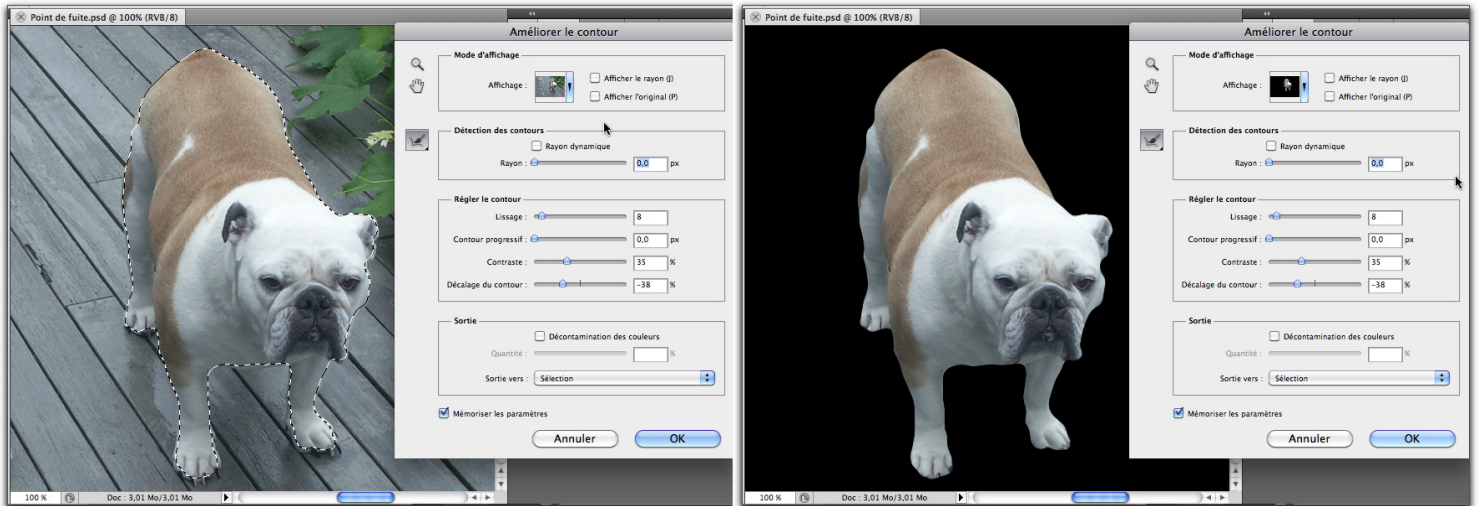 Point de fuite.psd @ 100% (RVB/8)
Améliorer le contour
Mode d'affichage
Affichage :
Afficher le rayon (J)
Afficher l'original (P)
Détection des contours
Rayon dynamique
Rayon : 0,0 px
Régler le contour
Lissage : 8
Contour progressif : 0,0 px
Contraste : 35 %
Décalage du contour : -38 %
Sortie
Décontamination des couleurs
Quantité : %
Sortie vers : Sélection
Mémoriser les paramètres
Annuler OK
100 % Doc : 3,01 Mo/3,01 Mo
Point de fuite.psd @ 100% (RVB/8)
Améliorer le contour
Mode d'affichage
Affichage :
Afficher le rayon (J)
Afficher l'original (P)
Détection des contours
Rayon dynamique
Rayon : 0,0 px
Régler le contour
Lissage : 8
Contour progressif : 0,0 px
Contraste : 35 %
Décalage du contour : -38 %
Sortie
Décontamination des couleurs
Quantité : %
Sortie vers : Sélection
Mémoriser les paramètres
Annuler OK
100 % Doc : 3,01 Mo/3,01 Mo